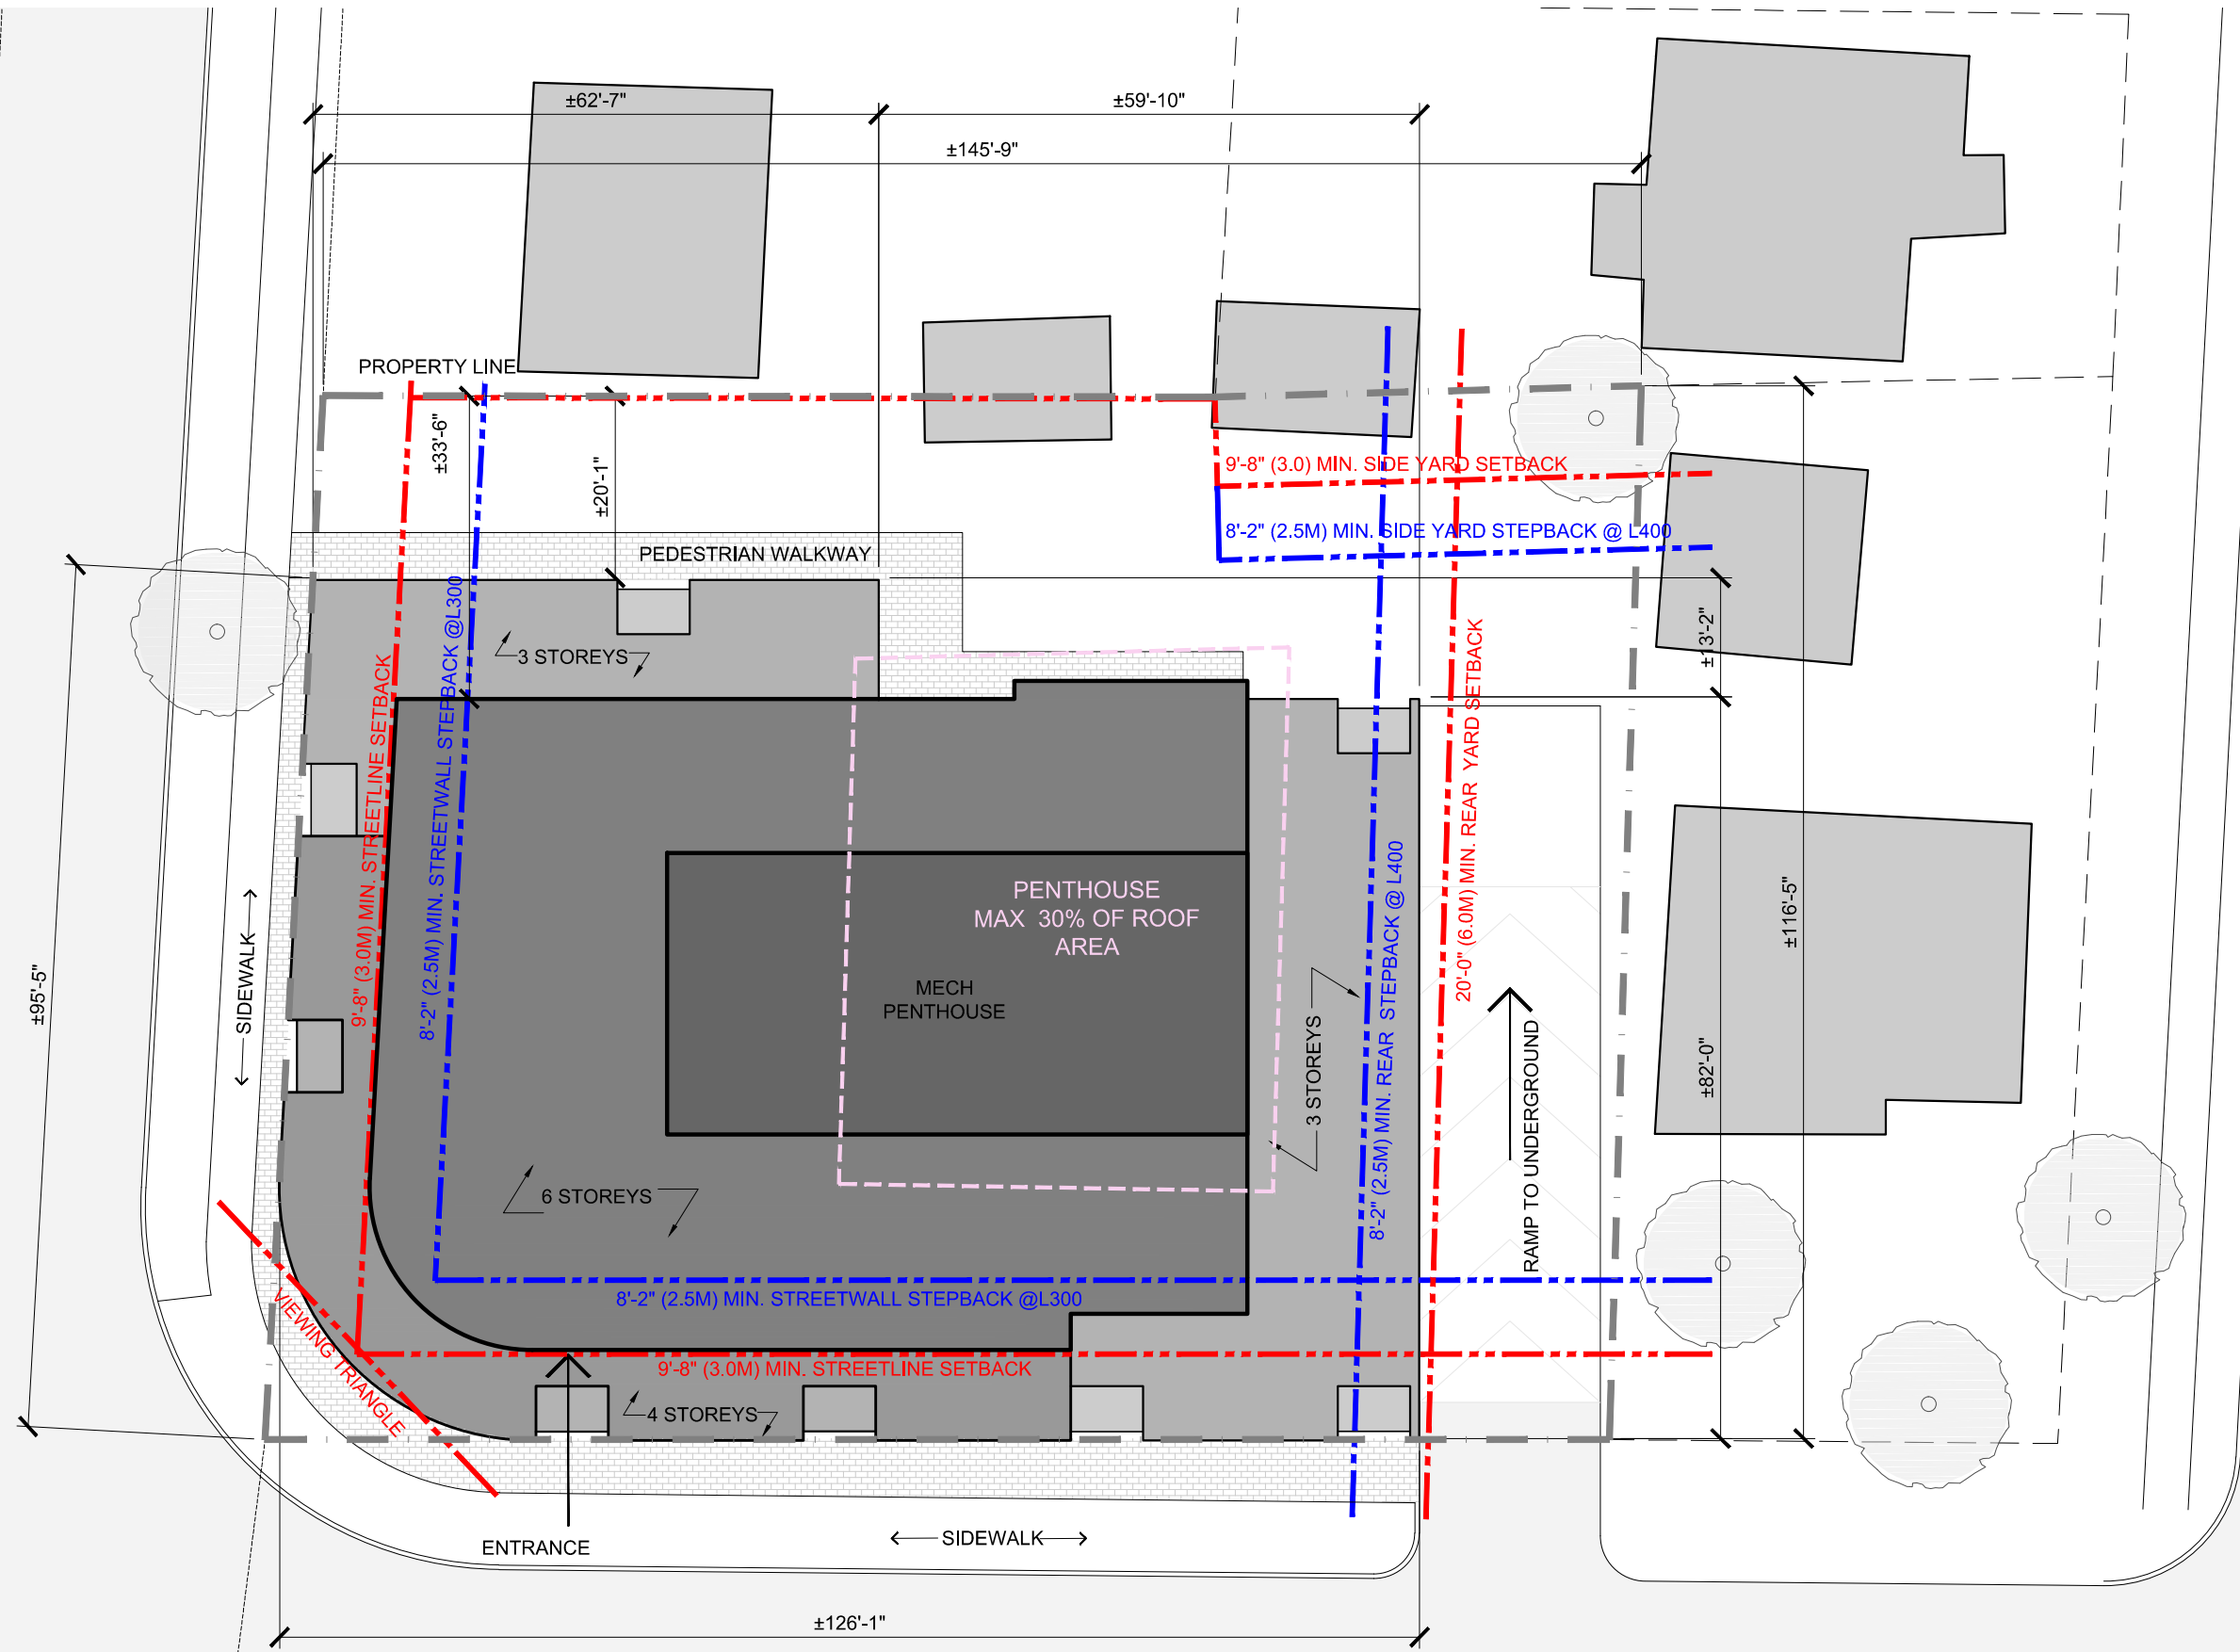 ±62'-7"
±59'-10"
±145'-9"
PROPERTY LINE
±33'-6"
±20'-1"
9'-8" (3.0) MIN. SIDE YARD SETBACK
8'-2" (2.5M) MIN. SIDE YARD STEPBACK @ L400
PEDESTRIAN WALKWAY
3 STOREYS
±13'-2"
9'-8" (3.0M) MIN. STREETLINE SETBACK
8'-2" (2.5M) MIN. STREETWALL STEPBACK @L300
20'-0" (6.0M) MIN. REAR YARD SETBACK
8'-2" (2.5M) MIN. REAR STEPBACK @ L400
PENTHOUSE
MAX 30% OF ROOF
AREA
MECH
PENTHOUSE
±116'-5"
±95'-5"
SIDEWALK
3 STOREYS
RAMP TO UNDERGROUND
±82'-0"
6 STOREYS
8'-2" (2.5M) MIN. STREETWALL STEPBACK @L300
VIEWING TRIANGLE
9'-8" (3.0M) MIN. STREETLINE SETBACK
4 STOREYS
ENTRANCE
SIDEWALK
±126'-1"